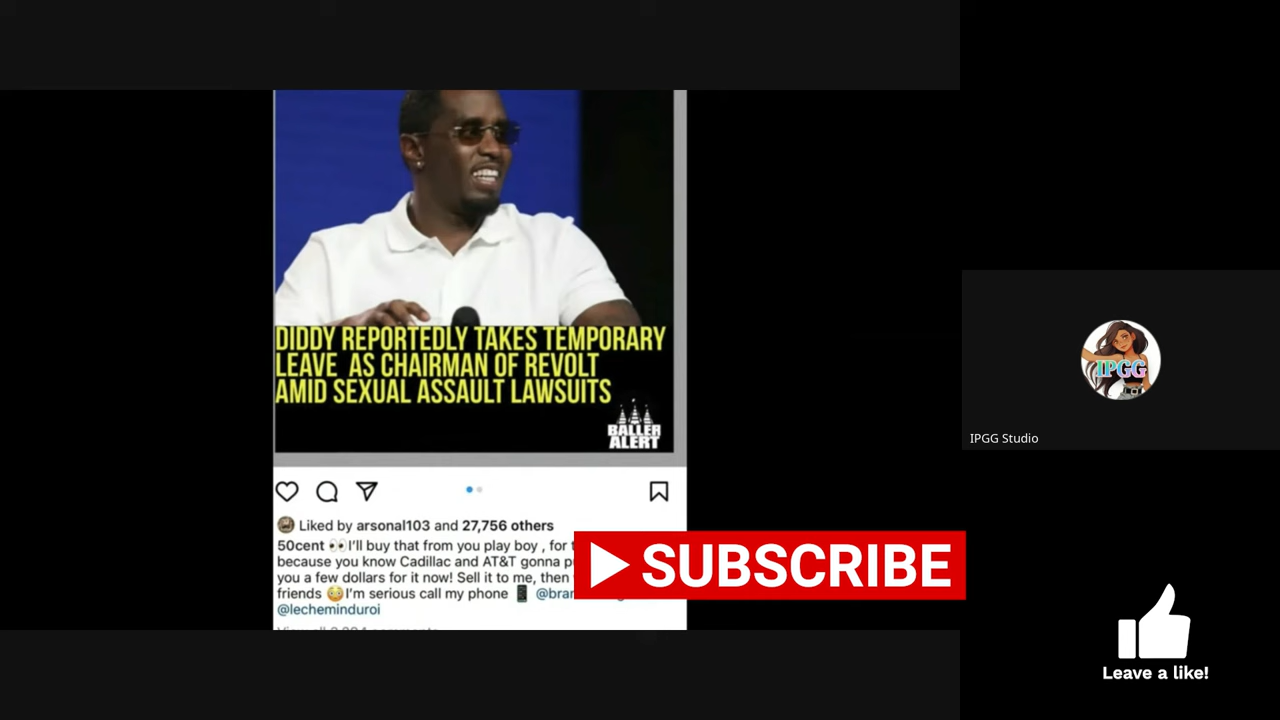 DIDDY REPORTEDLY TAKES TEMPORARY
LEAVE AS CHAIRMAN OF REVOLT
AMID SEXUAL ASSAULT LAWSUITS
BALLER
ALERT
Liked by arsonal103 and 27,756 others
50cent 👀I'll buy that from you play boy , for
because you know Cadillac and AT&T gonna
you a few dollars for it now! Sell it to me, then
friends 😳I'm serious call my phone 📱
@lecheminduroi
SUBSCRIBE
IPGG
IPGG Studio
Leave a like!